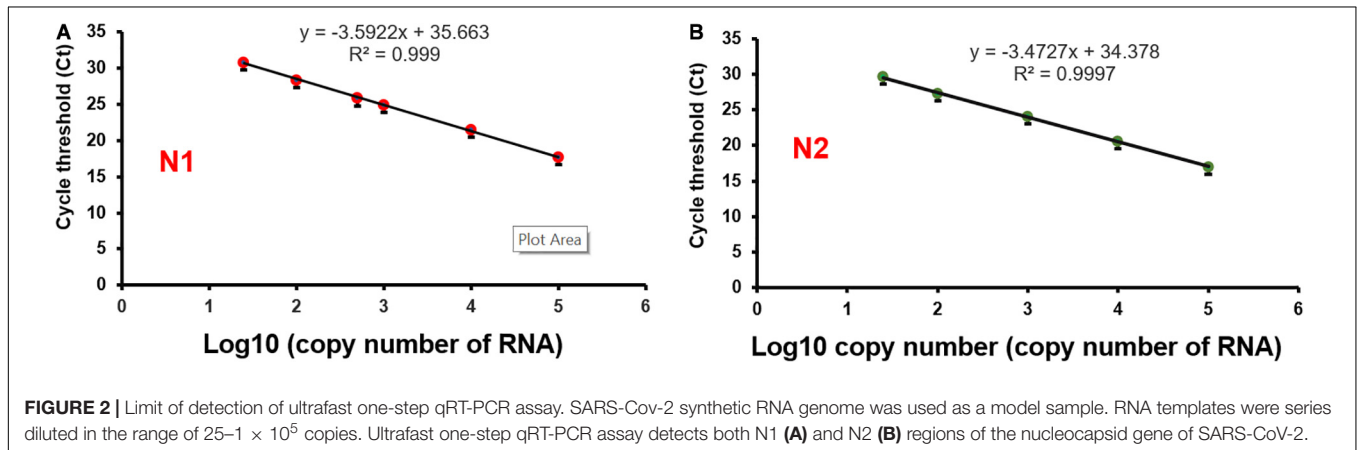 A
y = -3.5922x + 35.663
R² = 0.999
Cycle threshold (Ct)
35
30
25
20
15
10
5
0
N1
Plot Area
0 1 2 3 4 5 6
Log10 (copy number of RNA)
B
y = -3.4727x + 34.378
R² = 0.9997
Cycle threshold (Ct)
35
30
25
20
15
10
5
0
N2
0 1 2 3 4 5 6
Log10 copy number (copy number of RNA)
FIGURE 2 | Limit of detection of ultrafast one-step qRT-PCR assay. SARS-Cov-2 synthetic RNA genome was used as a model sample. RNA templates were series
diluted in the range of 25–1 × 10⁵ copies. Ultrafast one-step qRT-PCR assay detects both N1 (A) and N2 (B) regions of the nucleocapsid gene of SARS-CoV-2.